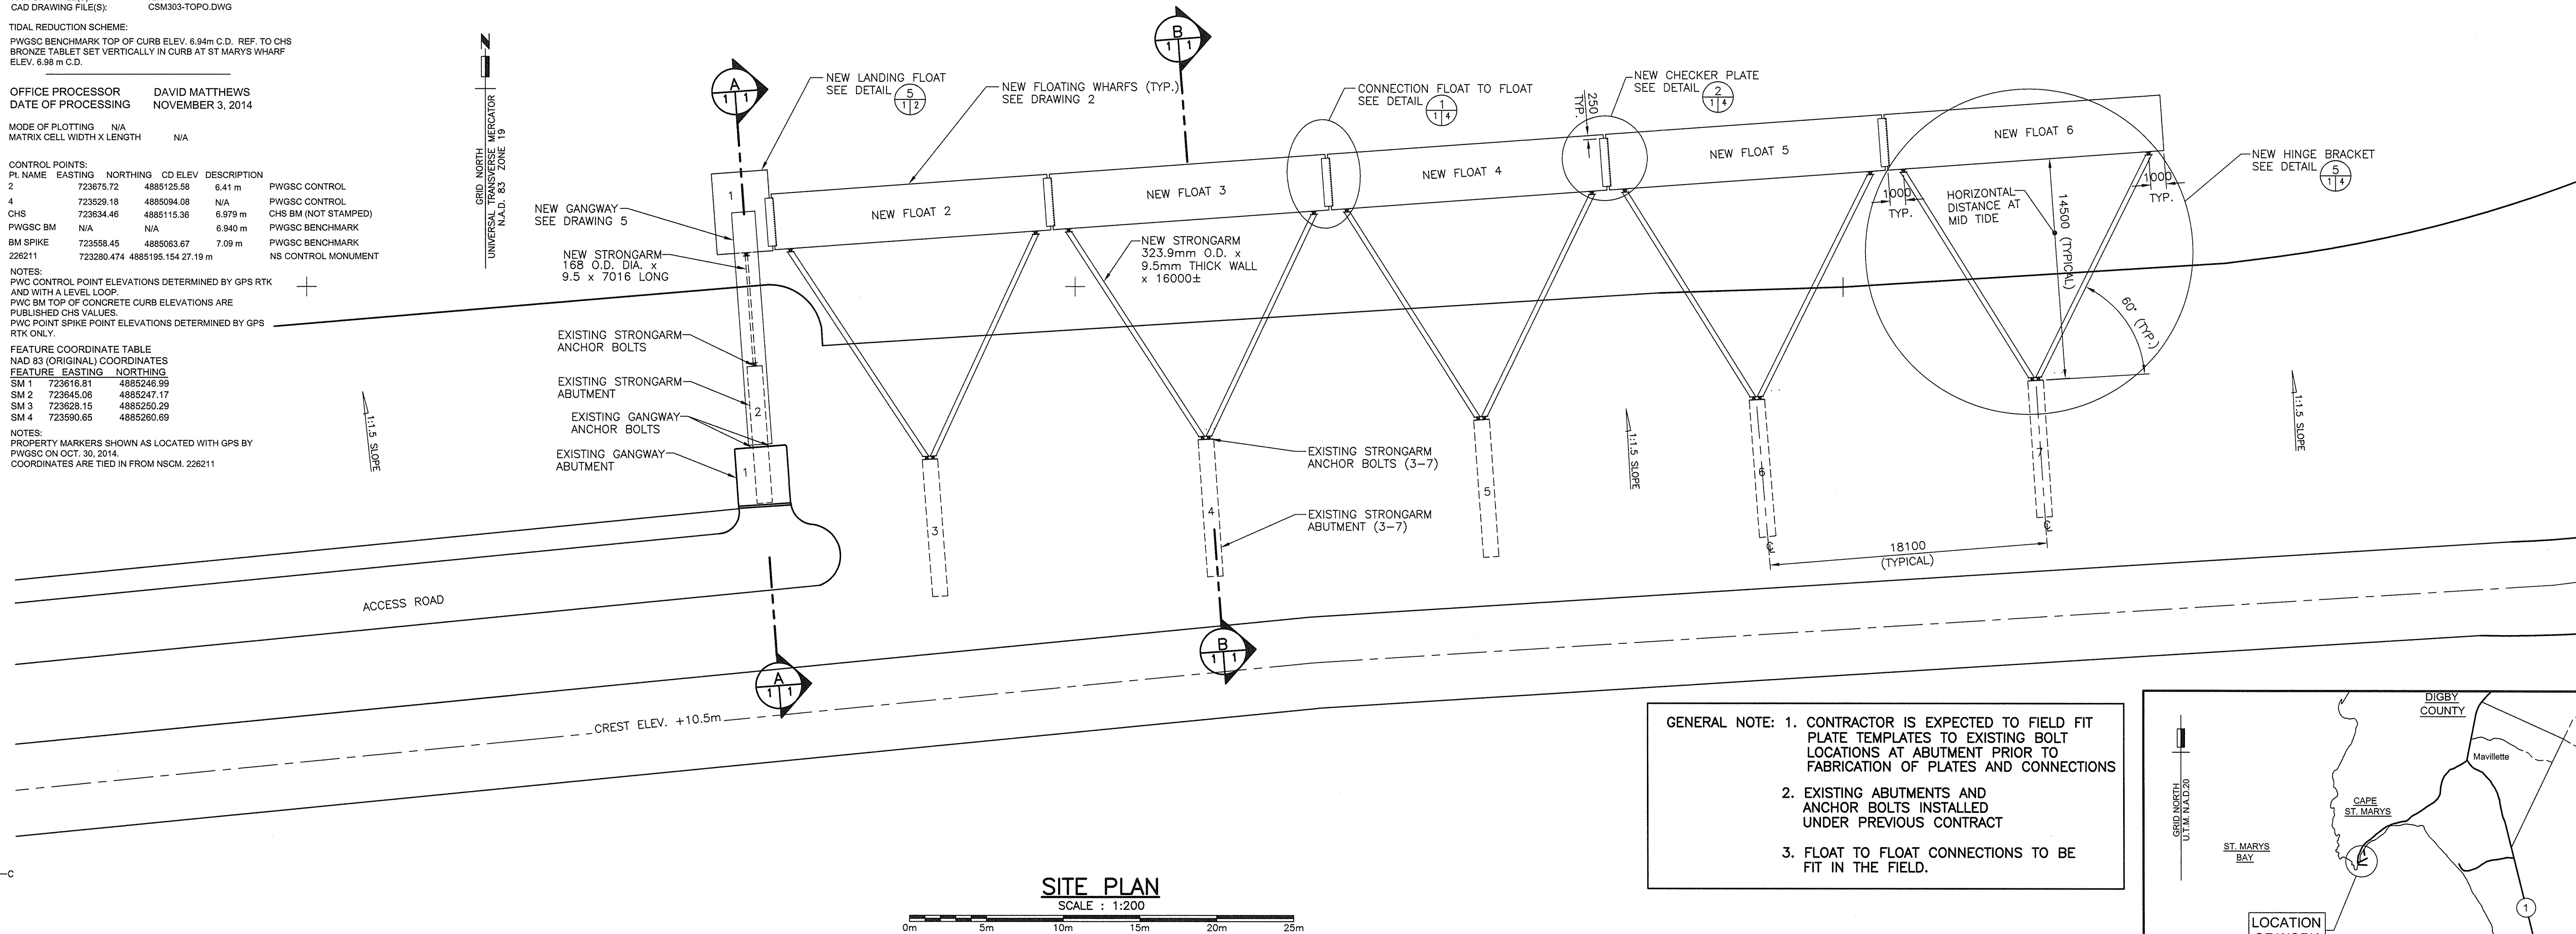 CAD DRAWING FILE(S): CSM303-TOPO.DWG
TIDAL REDUCTION SCHEME:
PWGSC BENCHMARK TOP OF CURB ELEV. 6.94m C.D. REF. TO CHS
BRONZE TABLET SET VERTICALLY IN CURB AT ST MARYS WHARF
ELEV. 6.98 m C.D.
OFFICE PROCESSOR DAVID MATTHEWS
DATE OF PROCESSING NOVEMBER 3, 2014
MODE OF PLOTTING N/A
MATRIX CELL WIDTH X LENGTH N/A
CONTROL POINTS:
Pt. NAME EASTING NORTHING CD ELEV DESCRIPTION
2 723675.72 4885125.58 6.41 m PWGSC CONTROL
4 723529.18 4885094.08 N/A PWGSC CONTROL
CHS 723634.46 4885115.36 6.979 m CHS BM (NOT STAMPED)
PWGSC BM N/A N/A 6.940 m PWGSC BENCHMARK
BM SPIKE 723558.45 4885063.67 7.09 m PWGSC BENCHMARK
226211 723280.474 4885195.154 27.19 m NS CONTROL MONUMENT
NOTES:
PWC CONTROL POINT ELEVATIONS DETERMINED BY GPS RTK
AND WITH A LEVEL LOOP.
PWC BM TOP OF CONCRETE CURB ELEVATIONS ARE
PUBLISHED CHS VALUES.
PWC POINT SPIKE POINT ELEVATIONS DETERMINED BY GPS
RTK ONLY.
FEATURE COORDINATE TABLE
NAD 83 (ORIGINAL) COORDINATES
FEATURE EASTING NORTHING
SM 1 723616.81 4885246.99
SM 2 723645.06 4885247.17
SM 3 723628.15 4885250.29
SM 4 723590.65 4885260.69
NOTES:
PROPERTY MARKERS SHOWN AS LOCATED WITH GPS BY
PWGSC ON OCT. 30, 2014.
COORDINATES ARE TIED IN FROM NSCM. 226211
N
GRID NORTH
UNIVERSAL TRANSVERSE MERCATOR
N.A.D. 83 ZONE 19
A
1 1
B
1 1
NEW LANDING FLOAT
SEE DETAIL 5
1 2
NEW FLOATING WHARFS (TYP.)
SEE DRAWING 2
CONNECTION FLOAT TO FLOAT
SEE DETAIL 1
1 4
250
TYP.
NEW CHECKER PLATE
SEE DETAIL 2
1 4
NEW HINGE BRACKET
SEE DETAIL 5
1 4
1
NEW FLOAT 2
NEW FLOAT 3
NEW FLOAT 4
NEW FLOAT 5
NEW FLOAT 6
NEW GANGWAY
SEE DRAWING 5
NEW STRONGARM
168 O.D. DIA. x
9.5 x 7016 LONG
NEW STRONGARM
323.9mm O.D. x
9.5mm THICK WALL
x 16000±
1000
TYP.
HORIZONTAL
DISTANCE AT
MID TIDE
14500 (TYPICAL)
1000
TYP.
60° (TYP.)
EXISTING STRONGARM
ANCHOR BOLTS
EXISTING STRONGARM
ABUTMENT
EXISTING GANGWAY
ANCHOR BOLTS
EXISTING GANGWAY
ABUTMENT
2
1
3
4
5
6
7
EXISTING STRONGARM
ANCHOR BOLTS (3-7)
EXISTING STRONGARM
ABUTMENT (3-7)
1:1.5 SLOPE
1:1.5 SLOPE
1:1.5 SLOPE
18100
(TYPICAL)
ACCESS ROAD
A
1 1
B
1 1
CREST ELEV. +10.5m
GENERAL NOTE: 1. CONTRACTOR IS EXPECTED TO FIELD FIT
PLATE TEMPLATES TO EXISTING BOLT
LOCATIONS AT ABUTMENT PRIOR TO
FABRICATION OF PLATES AND CONNECTIONS
2. EXISTING ABUTMENTS AND
ANCHOR BOLTS INSTALLED
UNDER PREVIOUS CONTRACT
3. FLOAT TO FLOAT CONNECTIONS TO BE
FIT IN THE FIELD.
C
SITE PLAN
SCALE : 1:200
0m 5m 10m 15m 20m 25m
GRID NORTH
U.T.M. N.A.D.20
DIGBY
COUNTY
Mavillette
CAPE
ST. MARYS
ST. MARYS
BAY
1
LOCATION